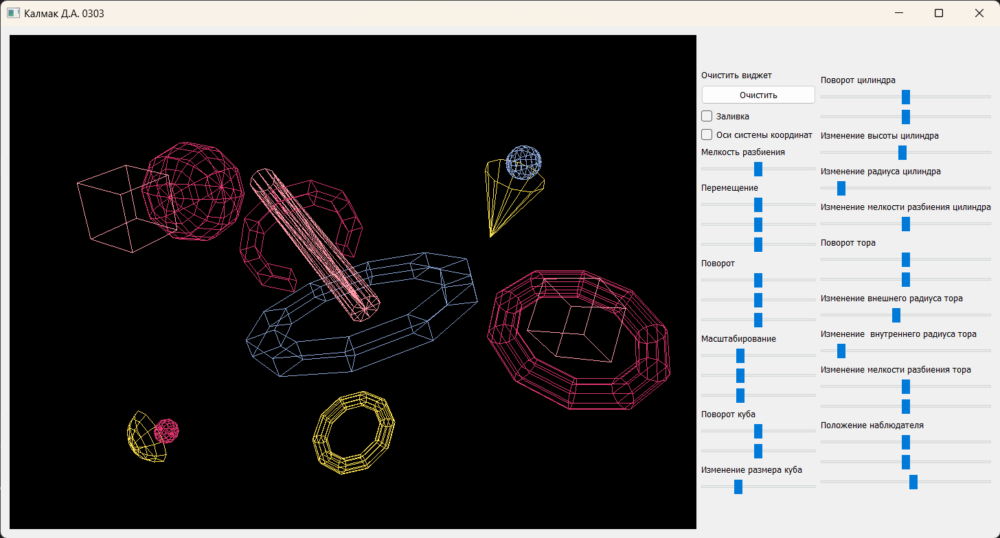 Калмак Д.А. 0303
Очистить виджет
Очистить
Заливка
Оси системы координат
Мелкость разбиения
Перемещение
Поворот
Масштабирование
Поворот куба
Изменение размера куба
Поворот цилиндра
Изменение высоты цилиндра
Изменение радиуса цилиндра
Изменение мелкости разбиения цилиндра
Поворот тора
Изменение внешнего радиуса тора
Изменение  внутреннего радиуса тора
Изменение мелкости разбиения тора
Положение наблюдателя